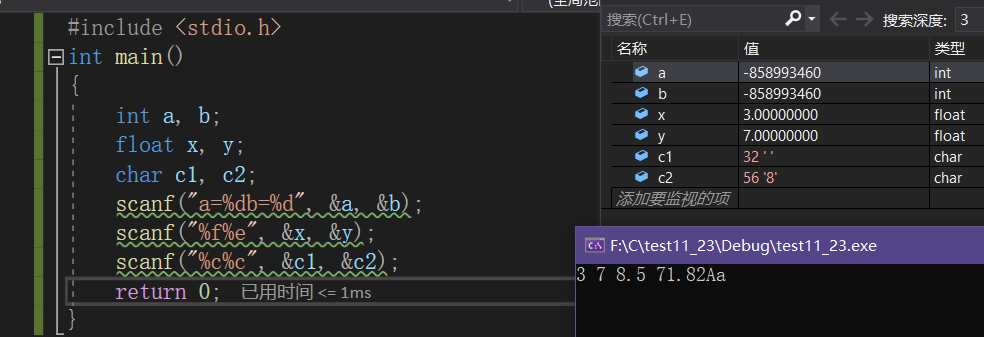 (全局范
#include <stdio.h>
int main()
{
int a, b;
float x, y;
char c1, c2;
scanf("a=%db=%d", &a, &b);
scanf("%f%e", &x, &y);
scanf("%c%c", &c1, &c2);
return 0; 已用时间 <= 1ms
}
搜索(Ctrl+E) 搜索深度: 3
名称 值 类型
a -858993460 int
b -858993460 int
x 3.00000000 float
y 7.00000000 float
c1 32 ' ' char
c2 56 '8' char
添加要监视的项
F:\C\test11_23\Debug\test11_23.exe
3 7 8.5 71.82Aa